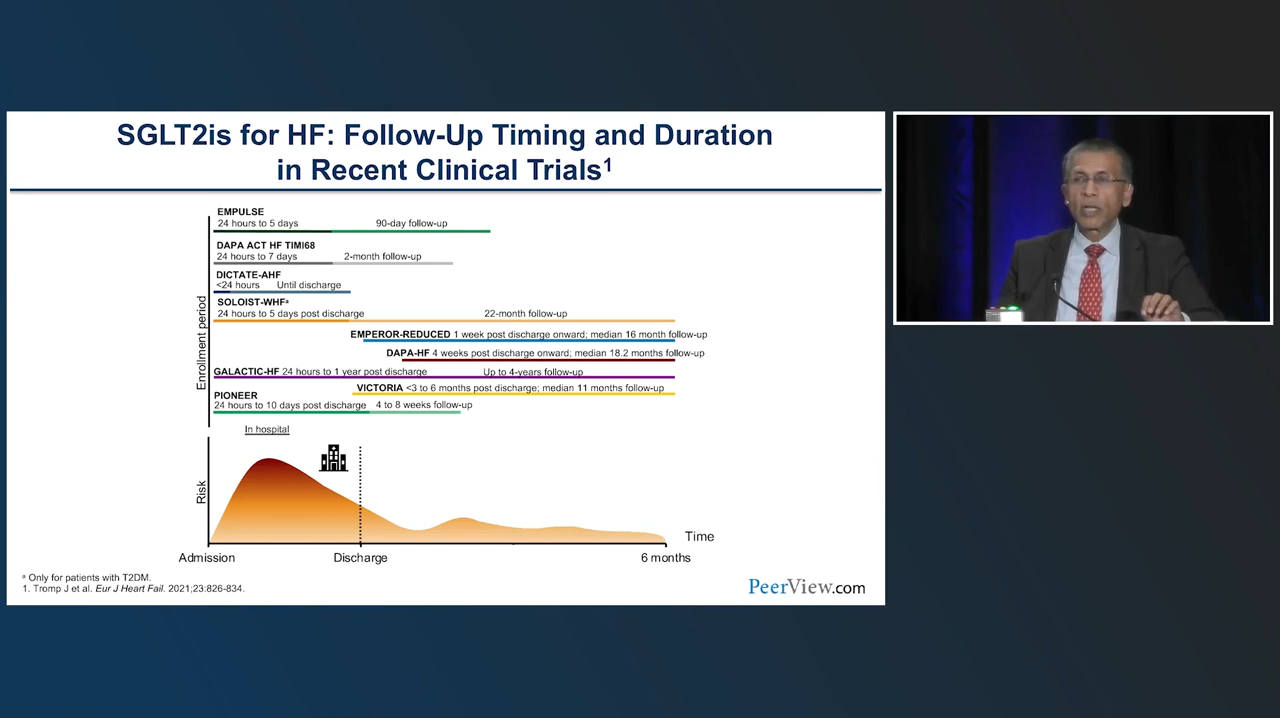 SGLT2is for HF: Follow-Up Timing and Duration
in Recent Clinical Trials¹
Enrollment period
EMPULSE
24 hours to 5 days 90-day follow-up
DAPA ACT HF TIMI68
24 hours to 7 days 2-month follow-up
DICTATE-AHF
<24 hours Until discharge
SOLOIST-WHFᵃ
24 hours to 5 days post discharge 22-month follow-up
EMPEROR-REDUCED 1 week post discharge onward; median 16 month follow-up
DAPA-HF 4 weeks post discharge onward; median 18.2 months follow-up
GALACTIC-HF 24 hours to 1 year post discharge Up to 4-years follow-up
VICTORIA <3 to 6 months post discharge; median 11 months follow-up
PIONEER
24 hours to 10 days post discharge 4 to 8 weeks follow-up
In hospital
Risk
Time
Admission Discharge 6 months
ᵃ Only for patients with T2DM.
1. Tromp J et al. Eur J Heart Fail. 2021;23:826-834.
PeerView.com